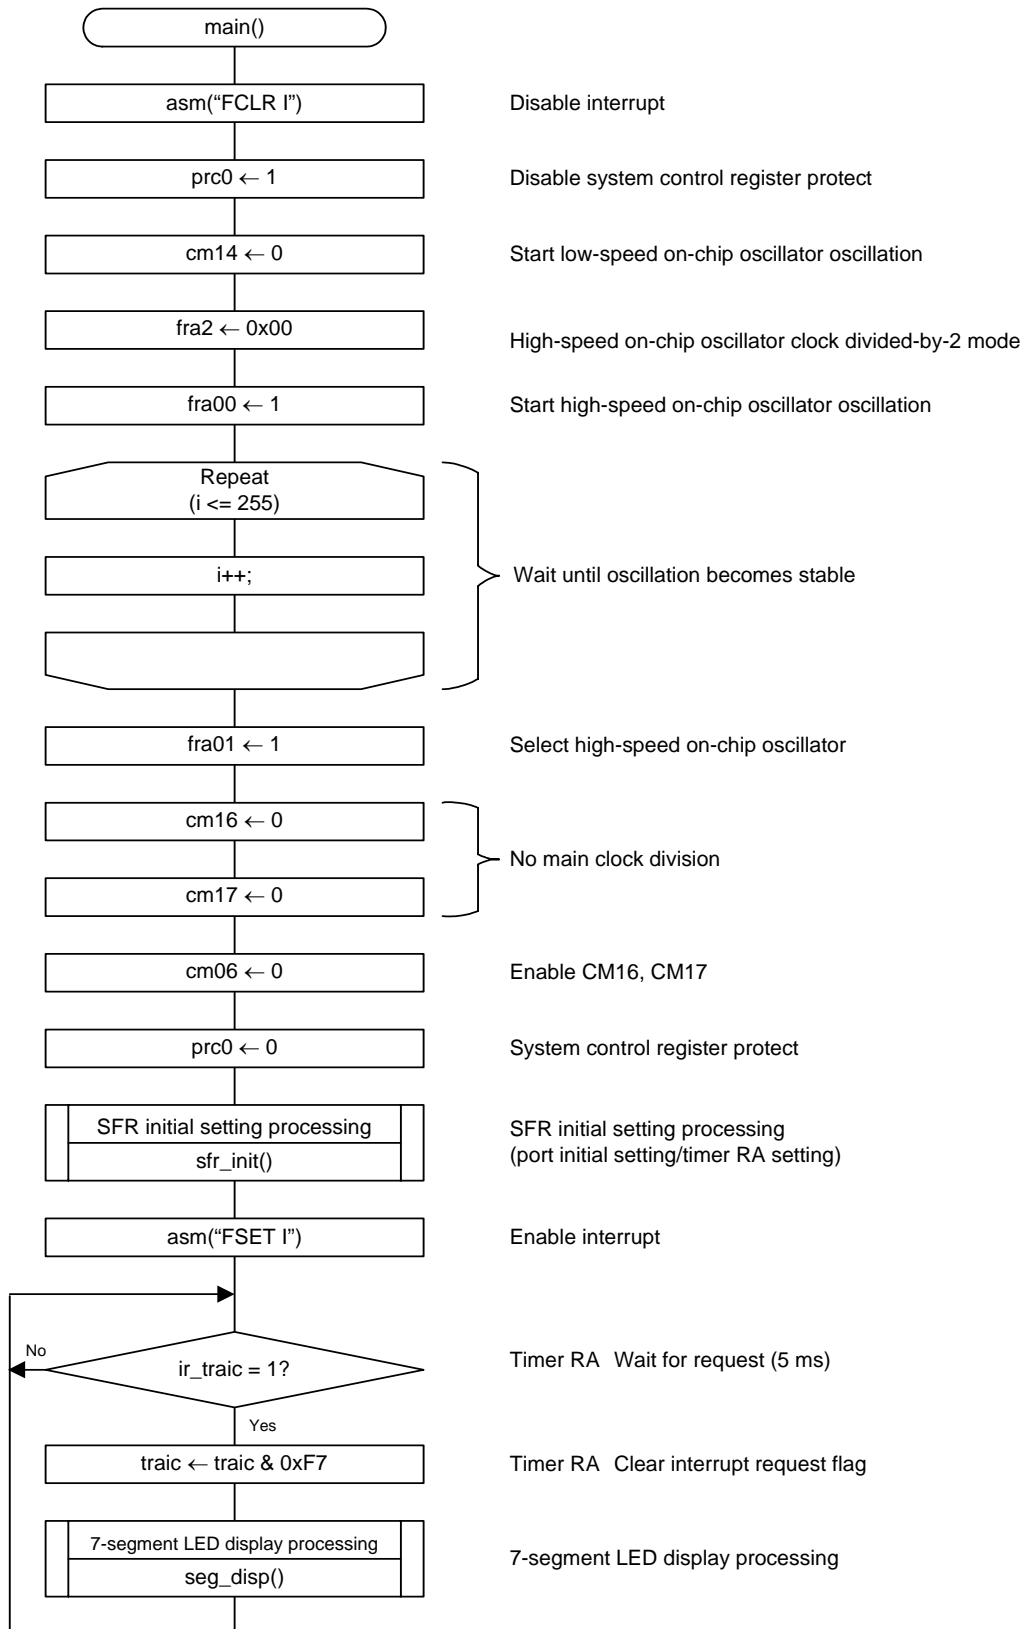 main()
asm(“FCLR I”)
Disable interrupt
prc0 ← 1
Disable system control register protect
cm14 ← 0
Start low-speed on-chip oscillator oscillation
fra2 ← 0x00
High-speed on-chip oscillator clock divided-by-2 mode
fra00 ← 1
Start high-speed on-chip oscillator oscillation
Repeat
(i <= 255)
i++;
Wait until oscillation becomes stable
fra01 ← 1
Select high-speed on-chip oscillator
cm16 ← 0
No main clock division
cm17 ← 0
cm06 ← 0
Enable CM16, CM17
prc0 ← 0
System control register protect
SFR initial setting processing
sfr_init()
SFR initial setting processing
(port initial setting/timer RA setting)
asm(“FSET I”)
Enable interrupt
No
ir_traic = 1?
Timer RA Wait for request (5 ms)
Yes
traic ← traic & 0xF7
Timer RA Clear interrupt request flag
7-segment LED display processing
seg_disp()
7-segment LED display processing